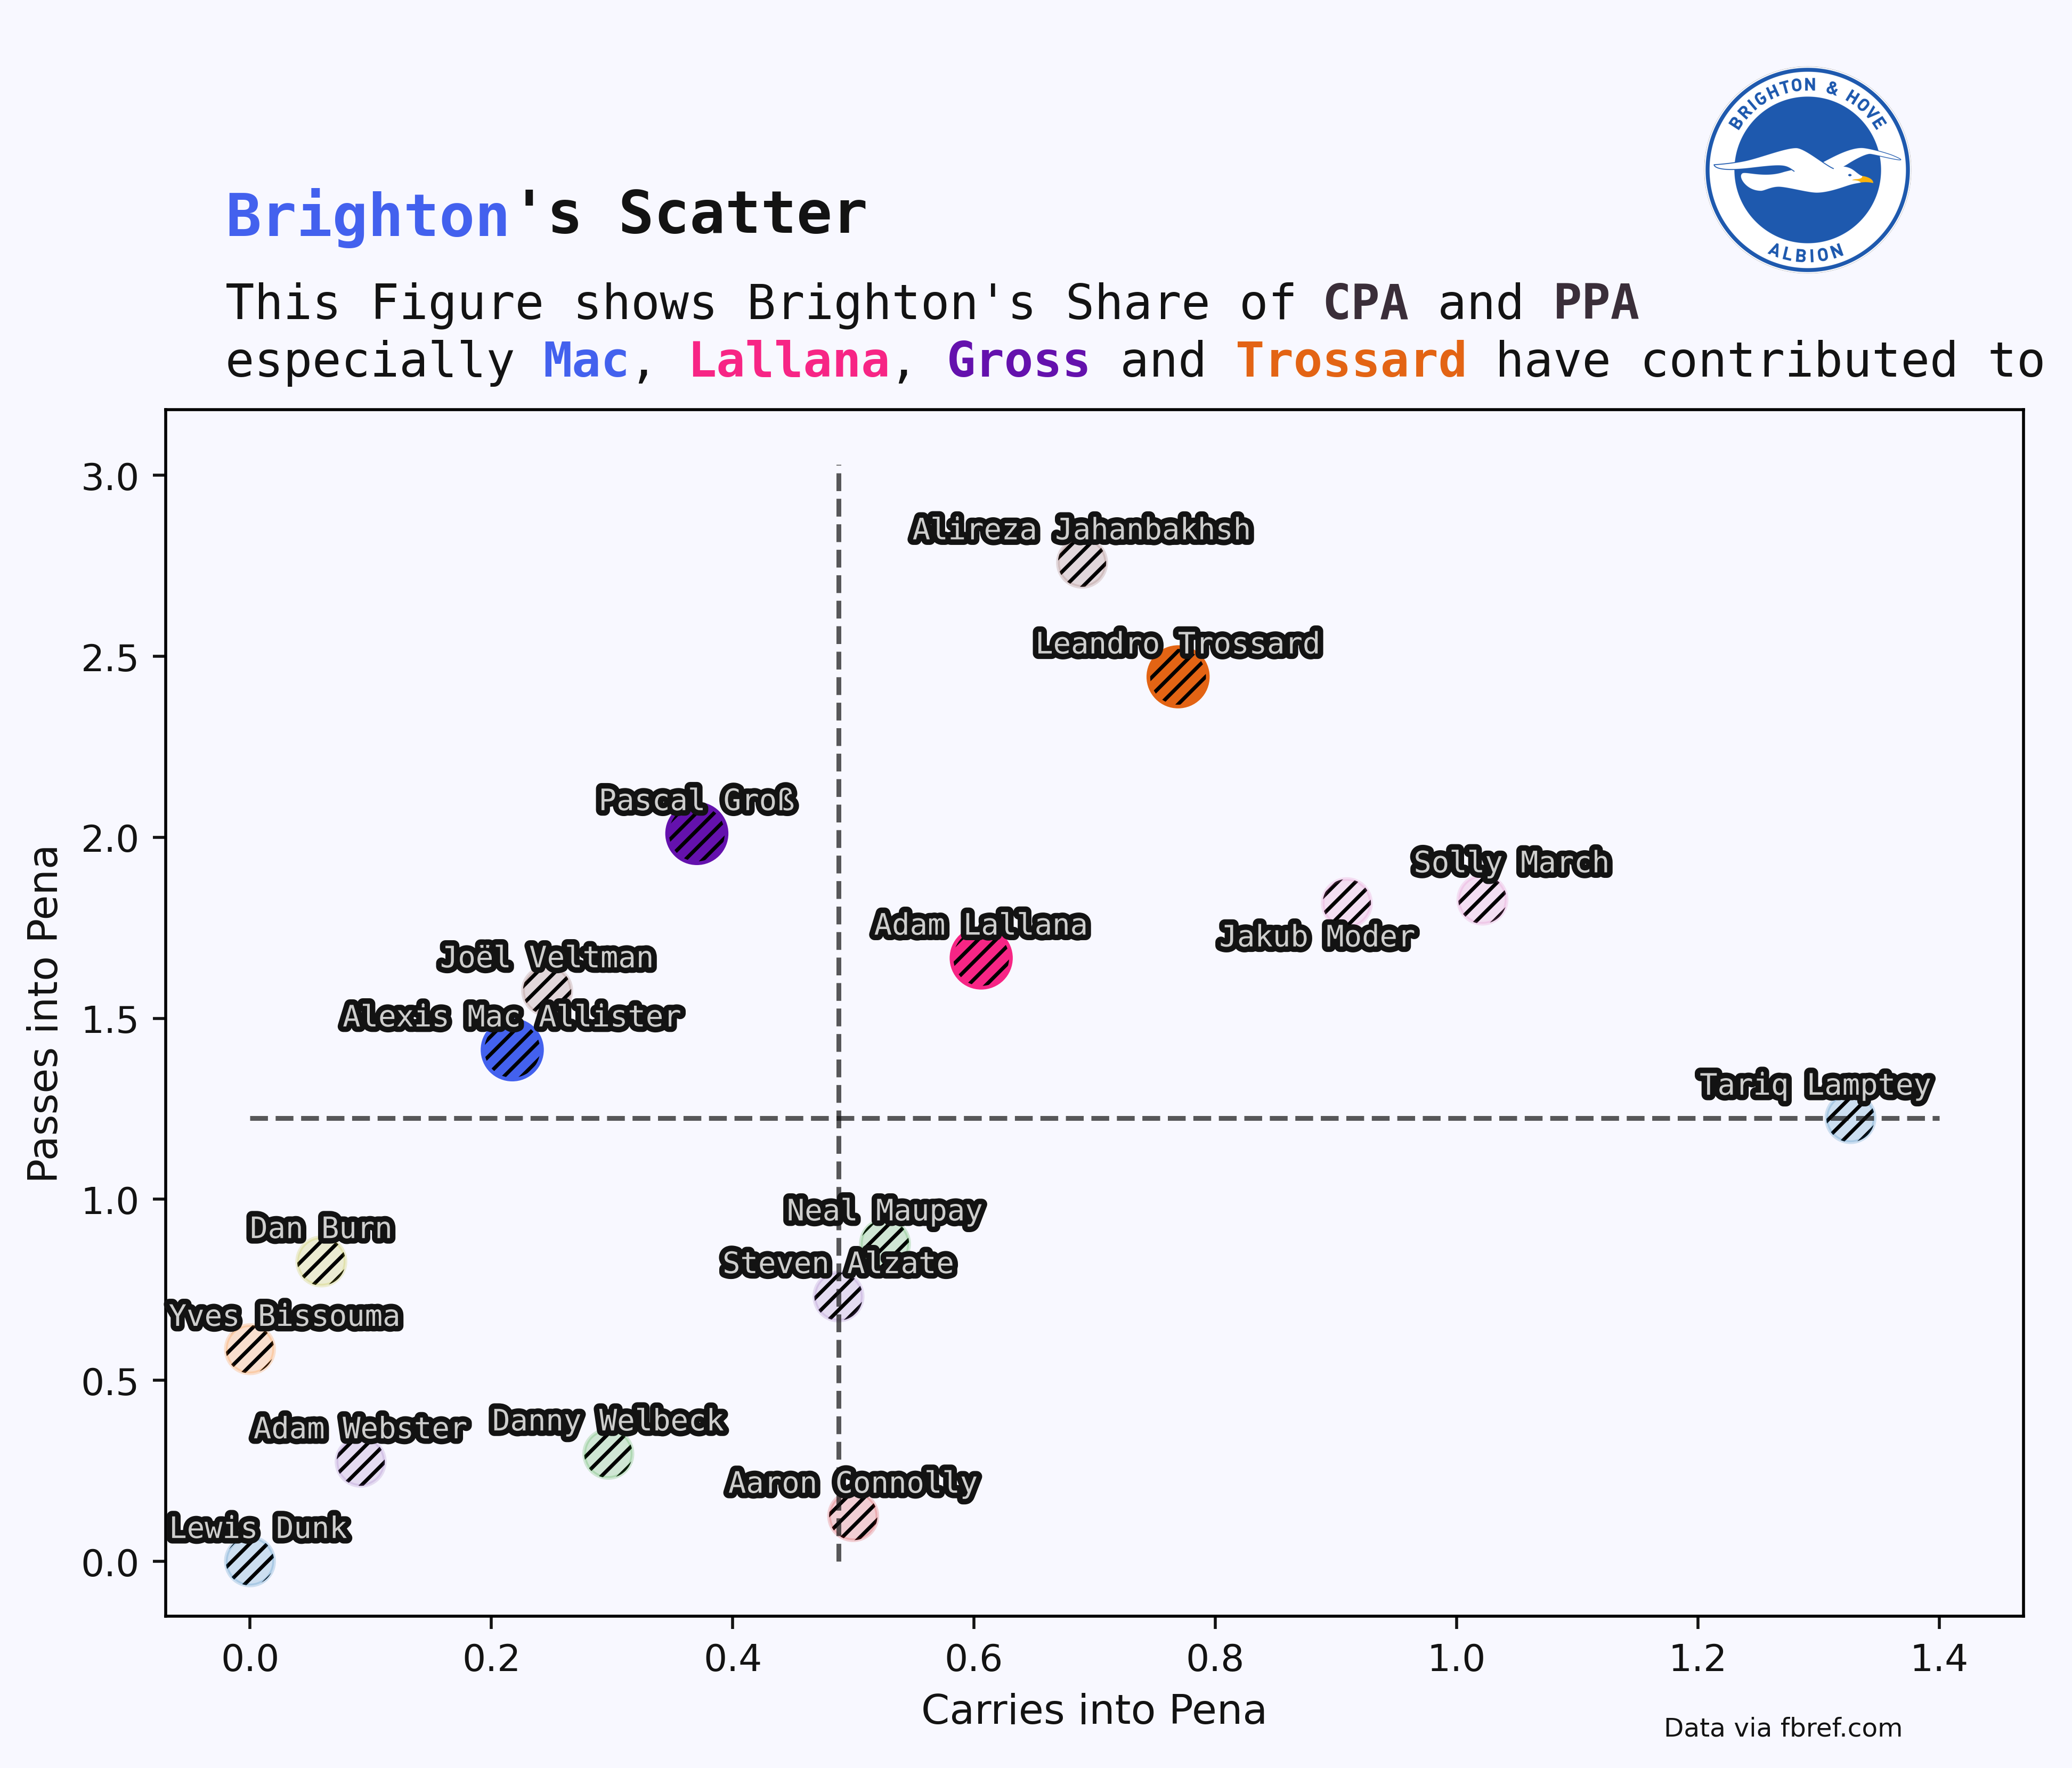 BRIGHTON & HOVE
ALBION
Brighton's Scatter
This Figure shows Brighton's Share of CPA and PPA
especially Mac, Lallana, Gross and Trossard have contributed to
3.0
2.5
2.0
1.5
1.0
0.5
0.0
Passes into Pena
Alireza Jahanbakhsh
Leandro Trossard
Pascal Groß
Solly March
Adam Lallana
Jakub Moder
Joël Veltman
Alexis Mac Allister
Tariq Lamptey
Neal Maupay
Dan Burn
Steven Alzate
Yves Bissouma
Danny Welbeck
Adam Webster
Aaron Connolly
Lewis Dunk
0.0 0.2 0.4 0.6 0.8 1.0 1.2 1.4
Carries into Pena
Data via fbref.com